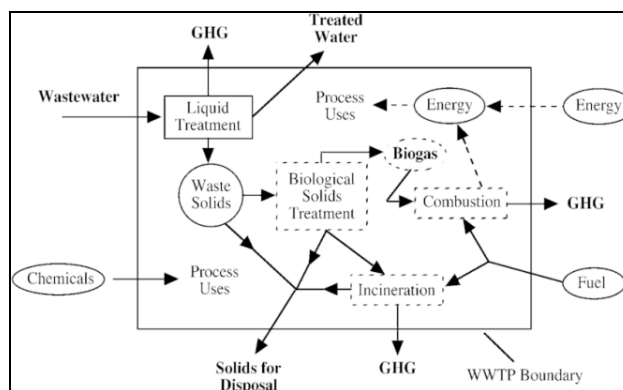 GHG
Treated
Water
Wastewater
Liquid
Treatment
Process
Uses
Energy
Energy
Biogas
Waste
Solids
Biological
Solids
Treatment
Combustion
GHG
Chemicals
Process
Uses
Incineration
Fuel
Solids for
Disposal
GHG
WWTP Boundary